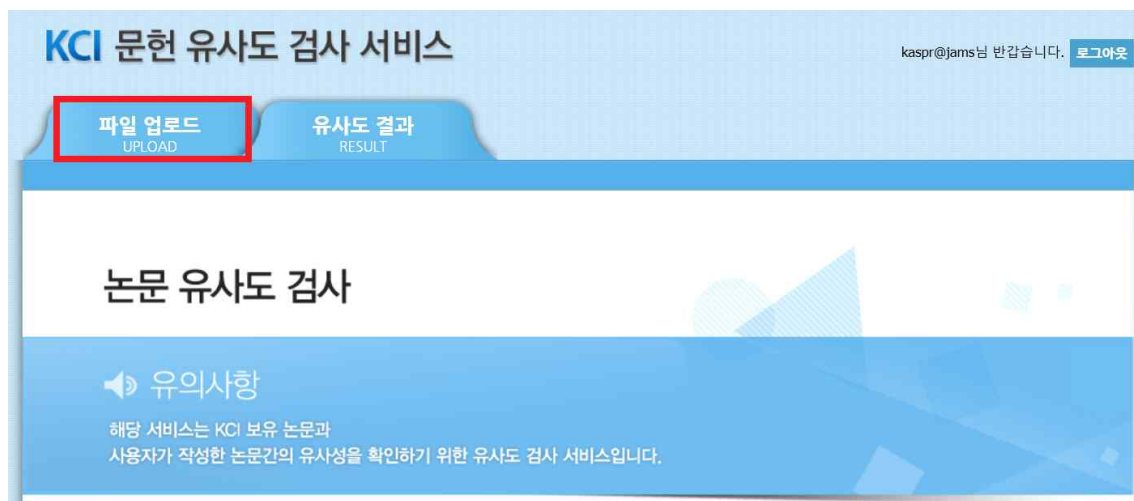 KCI 문헌 유사도 검사 서비스
kaspr@jams님 반갑습니다. 로그아웃
파일 업로드
UPLOAD
유사도 결과
RESULT
논문 유사도 검사
유의사항
해당 서비스는 KCI 보유 논문과
사용자가 작성한 논문간의 유사성을 확인하기 위한 유사도 검사 서비스입니다.